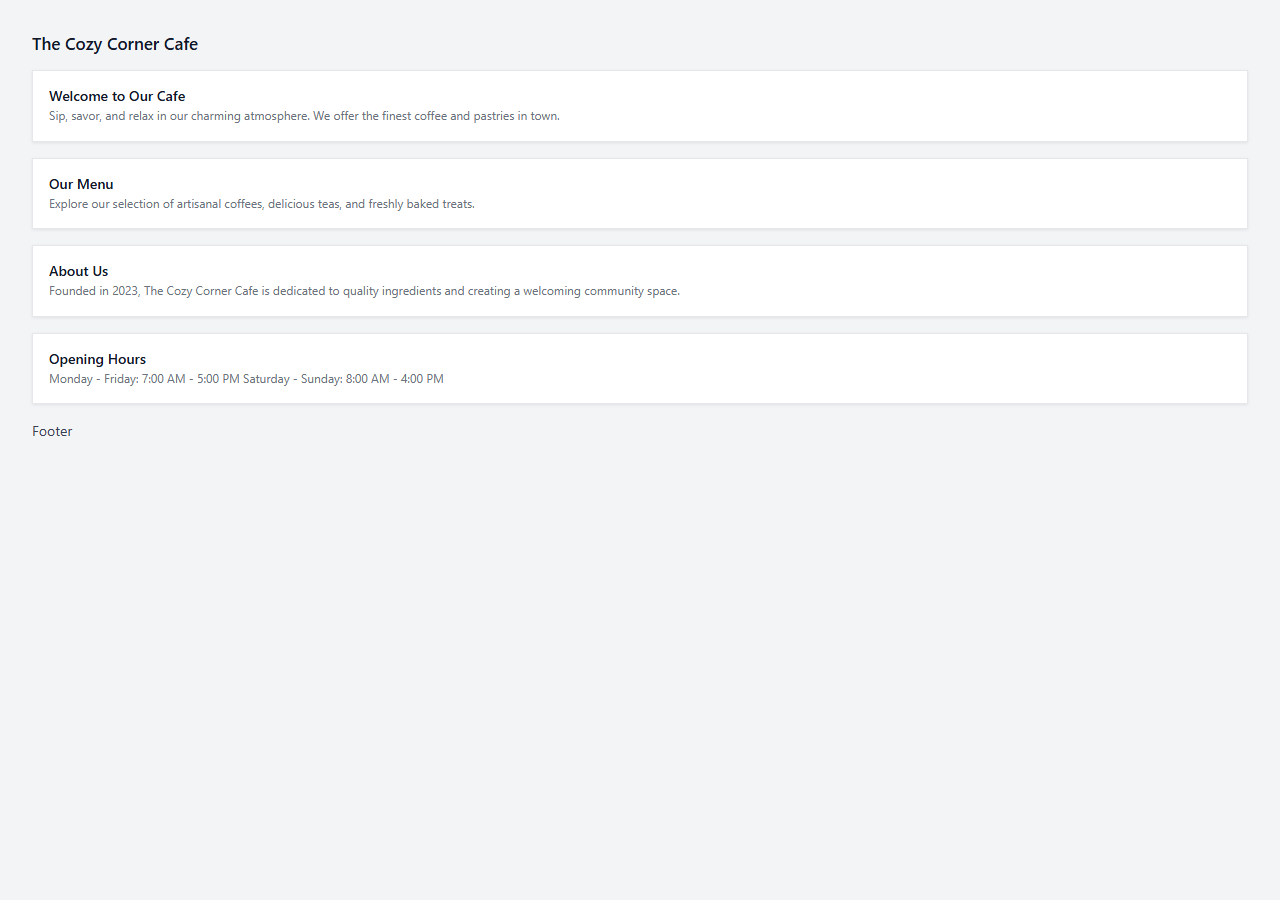 The Cozy Corner Cafe
Welcome to Our Cafe
Sip, savor, and relax in our charming atmosphere. We offer the finest coffee and pastries in town.
Our Menu
Explore our selection of artisanal coffees, delicious teas, and freshly baked treats.
About Us
Founded in 2023, The Cozy Corner Cafe is dedicated to quality ingredients and creating a welcoming community space.
Opening Hours
Monday - Friday: 7:00 AM - 5:00 PM Saturday - Sunday: 8:00 AM - 4:00 PM
Footer